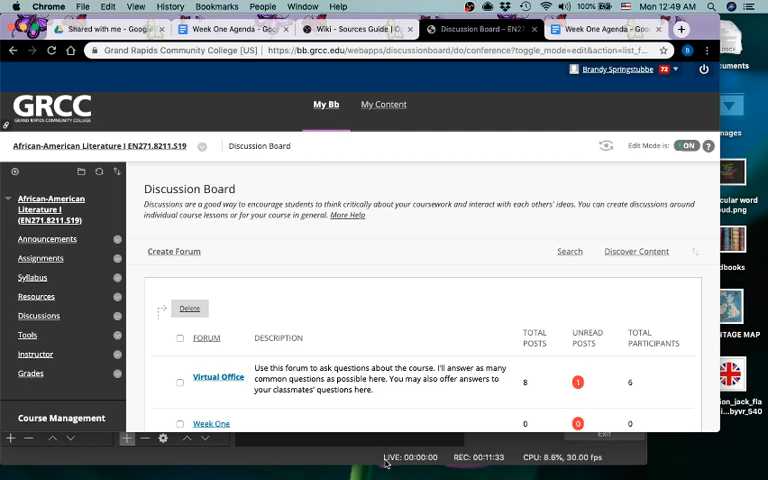 Chrome File Edit View History Bookmarks People Window Help 100% Mon 12:49 AM
Shared with me - Google Week One Agenda - Goo Wiki - Sources Guide | G Discussion Board – EN27 Week One Agenda - Goo
Grand Rapids Community College [US] https://bb.grcc.edu/webapps/discussionboard/do/conference?toggle_mode=edit&action=list_f
Brandy Springstubbe 72
GRCC
GRAND RAPIDS COMMUNITY COLLEGE
My Bb My Content
African-American Literature I EN271.8211.S19 Discussion Board Edit Mode is: ON ?
African-American
Literature I
(EN271.8211.S19)
Announcements
Assignments
Syllabus
Resources
Discussions
Tools
Instructor
Grades
Course Management
Discussion Board
Discussions are a good way to encourage students to think critically about your coursework and interact with each others' ideas. You can create discussions around
individual course lessons or for your course in general. More Help
Create Forum Search Discover Content
Delete
FORUM DESCRIPTION TOTAL POSTS UNREAD POSTS TOTAL PARTICIPANTS
Virtual Office
Use this forum to ask questions about the course. I'll answer as many
common questions as possible here. You may also offer answers to
your classmates' questions here.
8 1 6
Week One 0 0 0
Exit
LIVE: 00:00:00 REC: 00:11:33 CPU: 8.6%, 30.00 fps
.docx
cuments
mages
cular word
oud.png
dbooks
NTAGE MAP
on_jack_fla
byvr_540